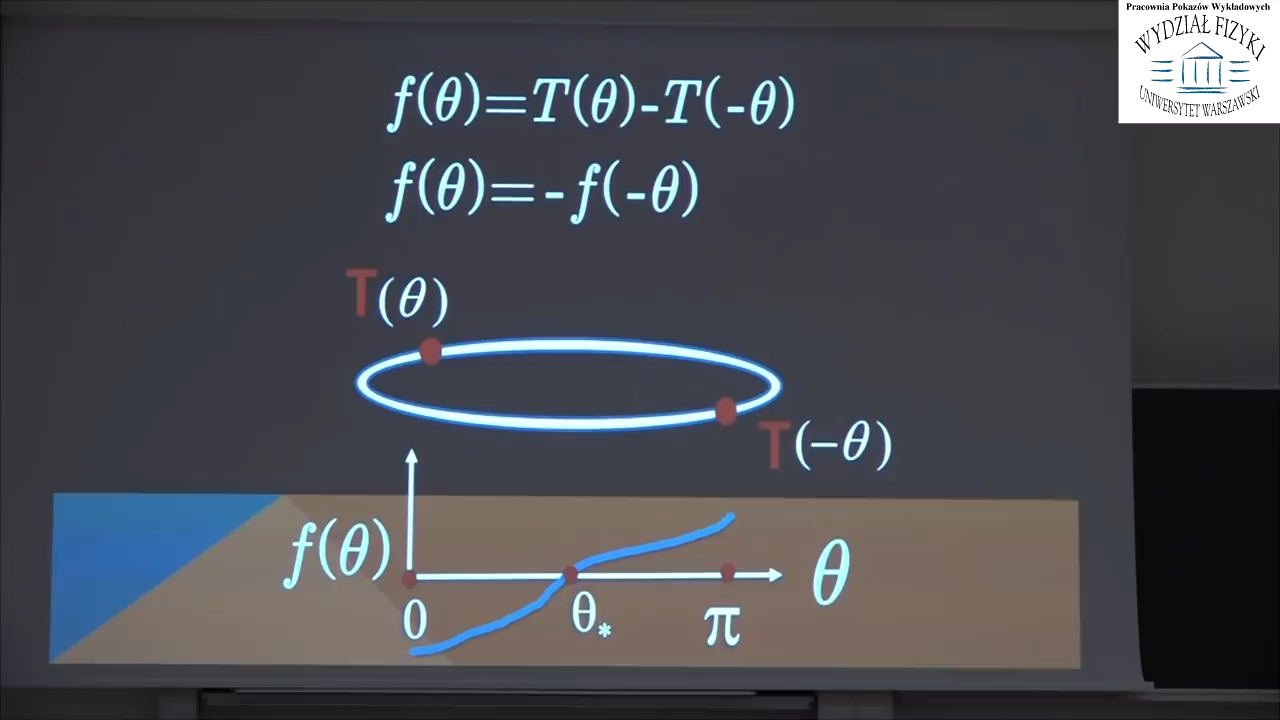 Pracownia Pokazów Wykładowych
WYDZIAŁ FIZYKI
UNIWERSYTET WARSZAWSKI
f(θ)=T(θ)-T(-θ)
f(θ)=-f(-θ)
T(θ)
T(−θ)
f(θ)
θ
0
θ*
π